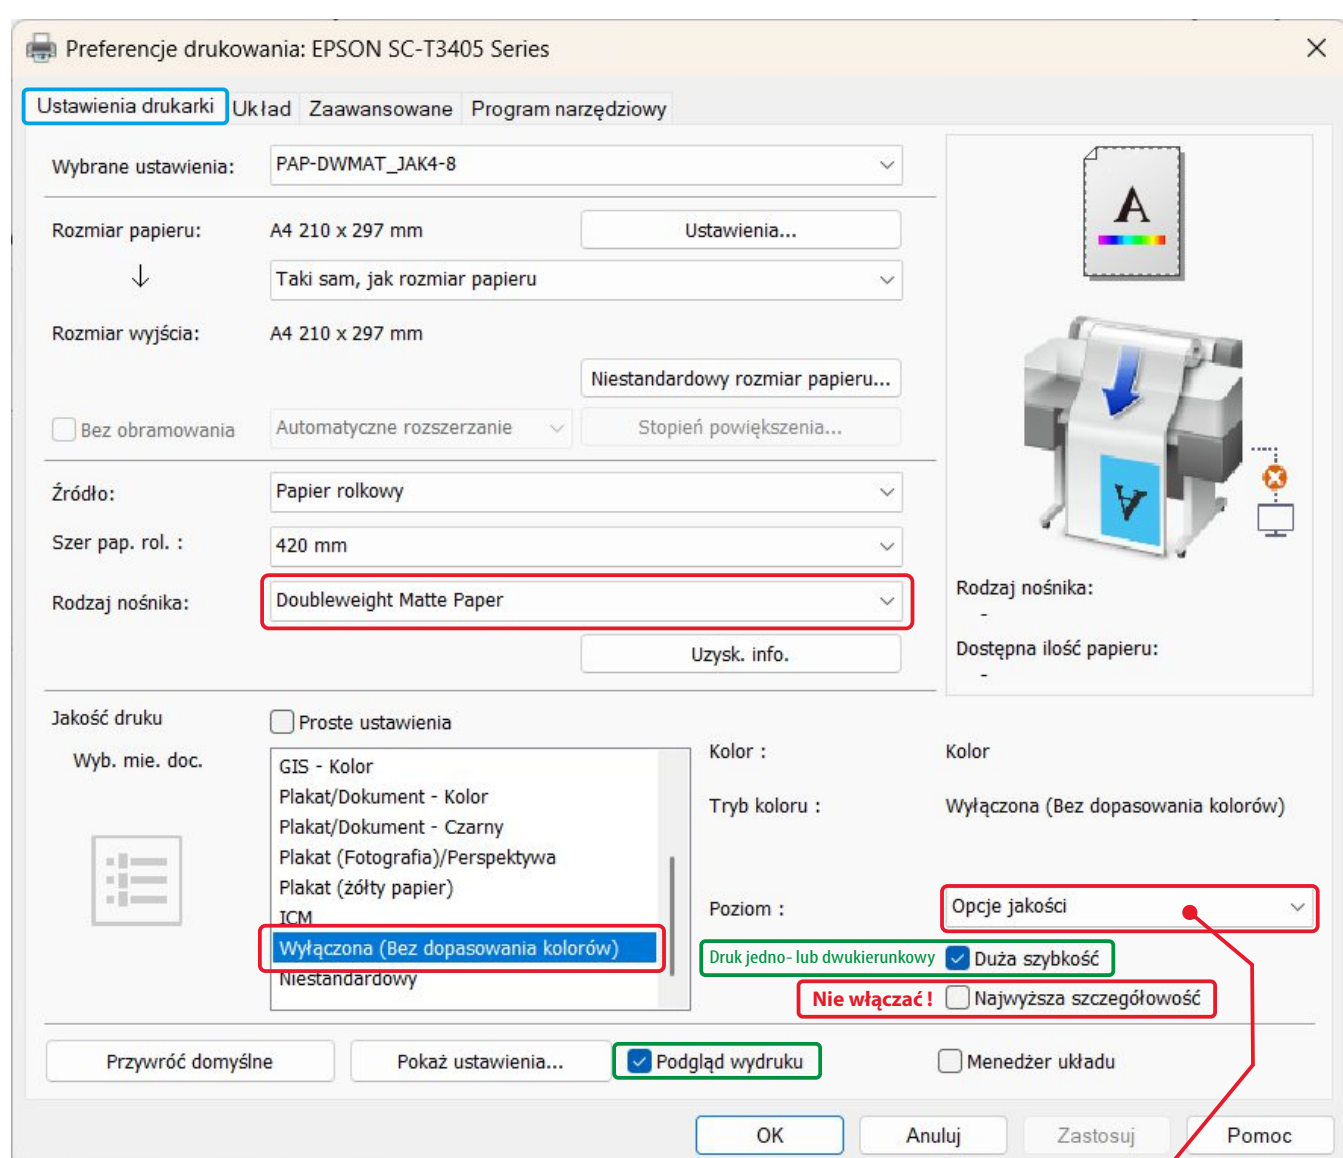 Preferencje drukowania: EPSON SC-T3405 Series
Ustawienia drukarki Układ Zaawansowane Program narzędziowy
Wybrane ustawienia: PAP-DWMAT_JAK4-8
Rozmiar papieru: A4 210 x 297 mm Ustawienia...
Taki sam, jak rozmiar papieru
Rozmiar wyjścia: A4 210 x 297 mm
Niestandardowy rozmiar papieru...
Bez obramowania Automatyczne rozszerzanie Stopień powiększenia...
Źródło: Papier rolkowy
Szer pap. rol. : 420 mm
Rodzaj nośnika: Doubleweight Matte Paper
Uzysk. info.
A
A
Rodzaj nośnika:
-
Dostępna ilość papieru:
-
Jakość druku Proste ustawienia
Wyb. mie. doc.
GIS - Kolor
Plakat/Dokument - Kolor
Plakat/Dokument - Czarny
Plakat (Fotografia)/Perspektywa
Plakat (żółty papier)
ICM
Wyłączona (Bez dopasowania kolorów)
Niestandardowy
Kolor : Kolor
Tryb koloru : Wyłączona (Bez dopasowania kolorów)
Poziom : Opcje jakości
Druk jedno- lub dwukierunkowy Duża szybkość
Nie włączać ! Najwyższa szczegółowość
Przywróć domyślne Pokaż ustawienia... Podgląd wydruku Menedżer układu
OK Anuluj Zastosuj Pomoc